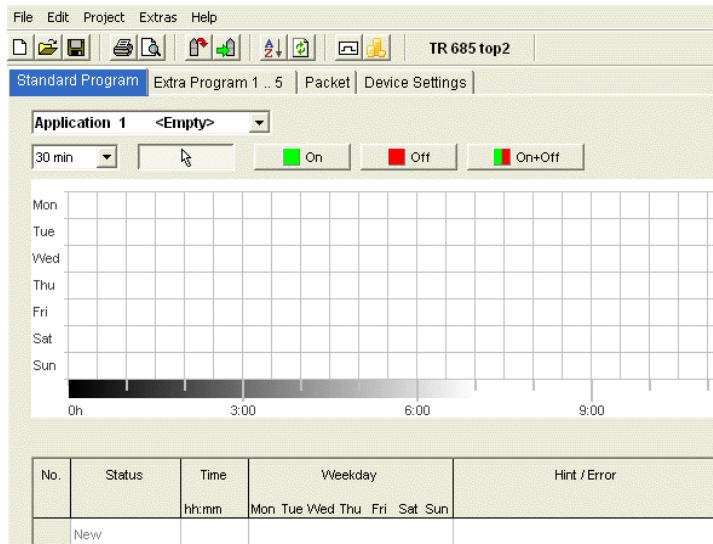 File Edit Project Extras Help
TR 685 top2
Standard Program Extra Program 1 .. 5 Packet Device Settings
Application 1 <Empty>
30 min On Off On+Off
Mon
Tue
Wed
Thu
Fri
Sat
Sun
0h 3:00 6:00 9:00
No. Status Time Weekday Hint / Error
hh:mm Mon Tue Wed Thu Fri Sat Sun
New